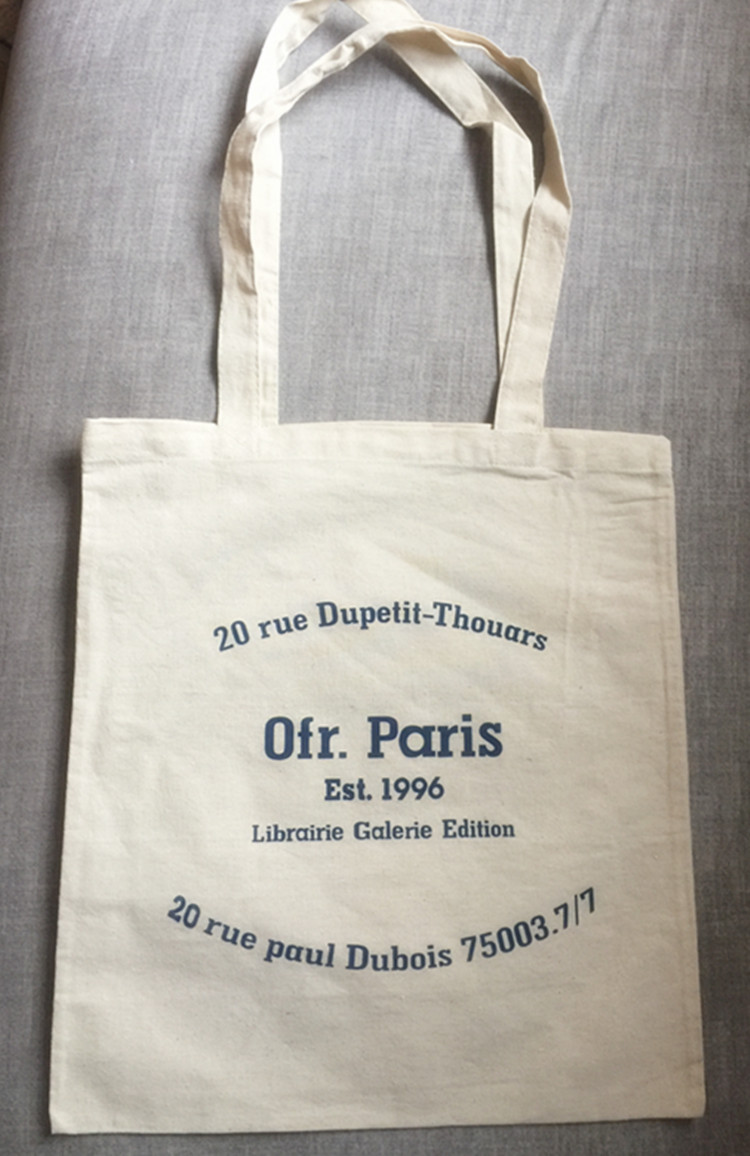 20 rue Dupetit-Thouars
Ofr. Paris
Est. 1996
Librairie Galerie Edition
20 rue paul Dubois 75003.7/7